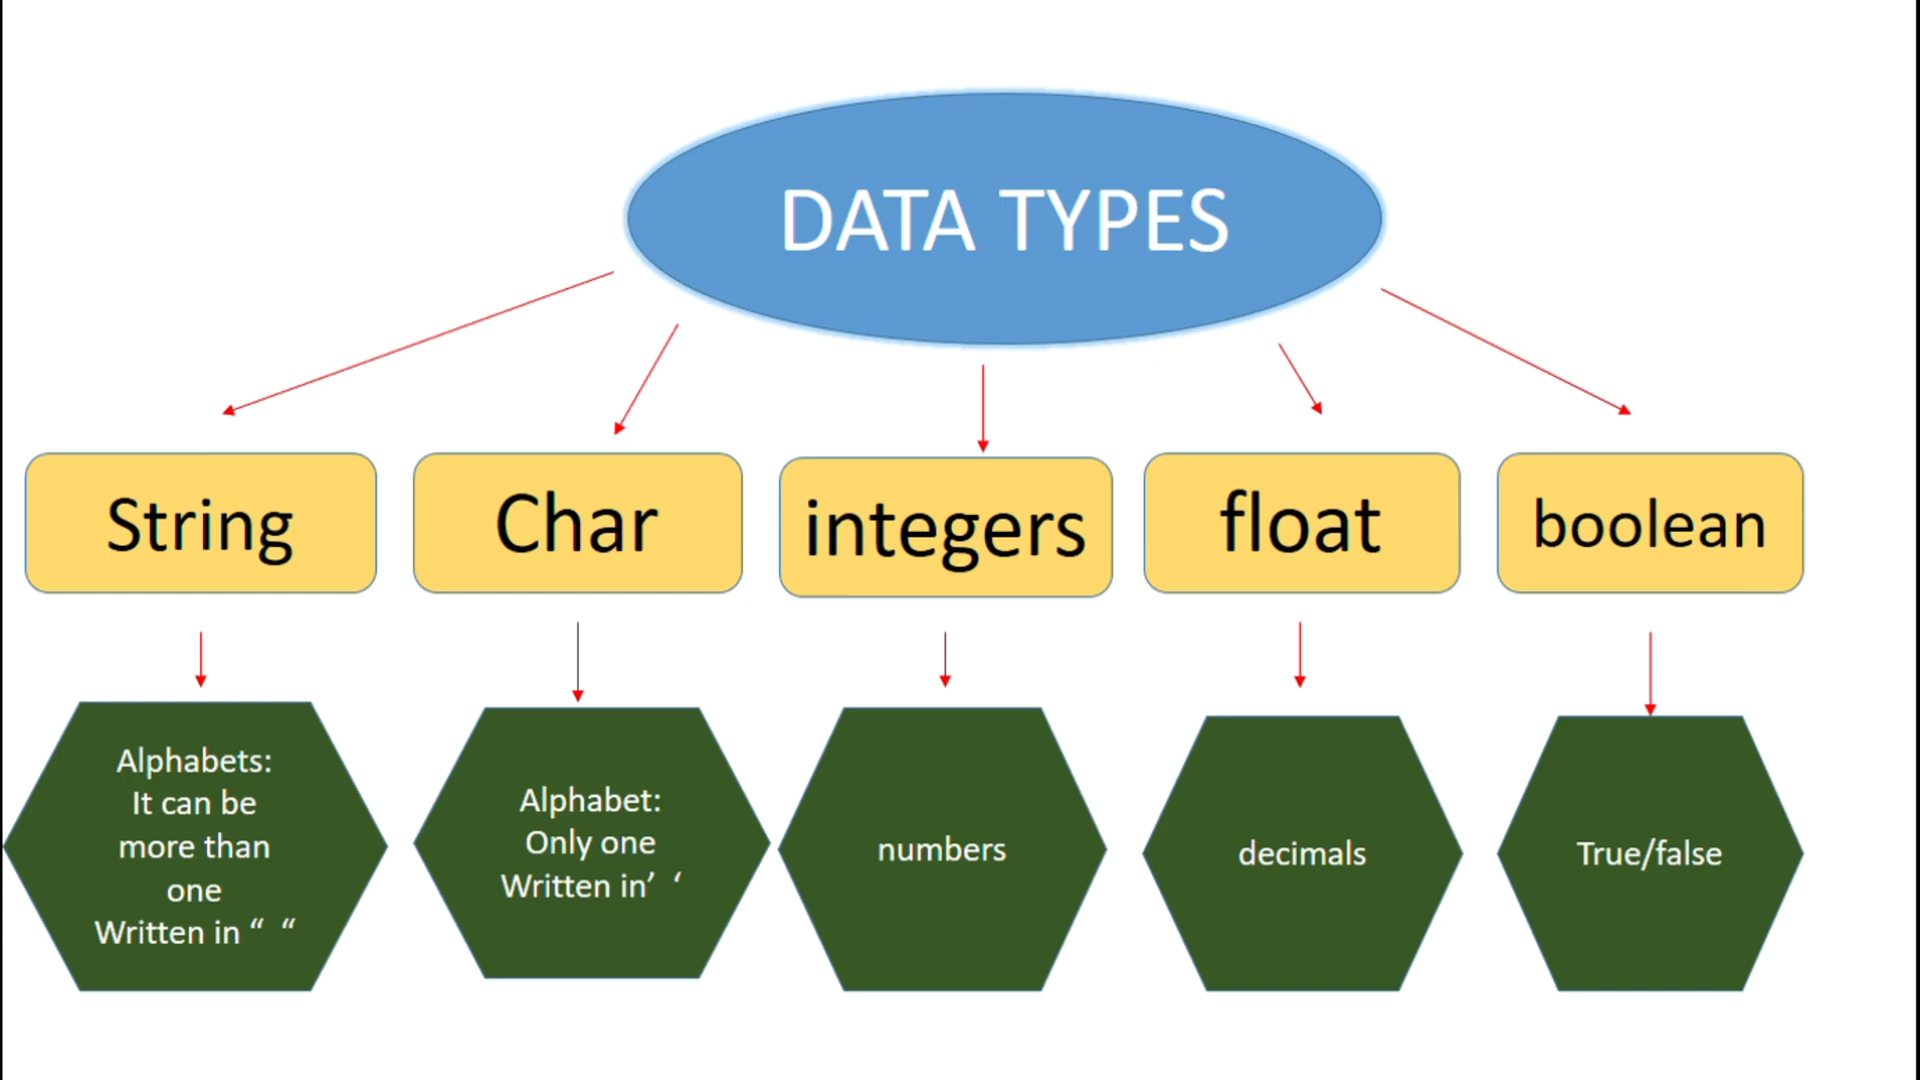 DATA TYPES
String
Char
integers
float
boolean
Alphabets:
It can be
more than
one
Written in “  “
Alphabet:
Only one
Written in’  ‘
numbers
decimals
True/false